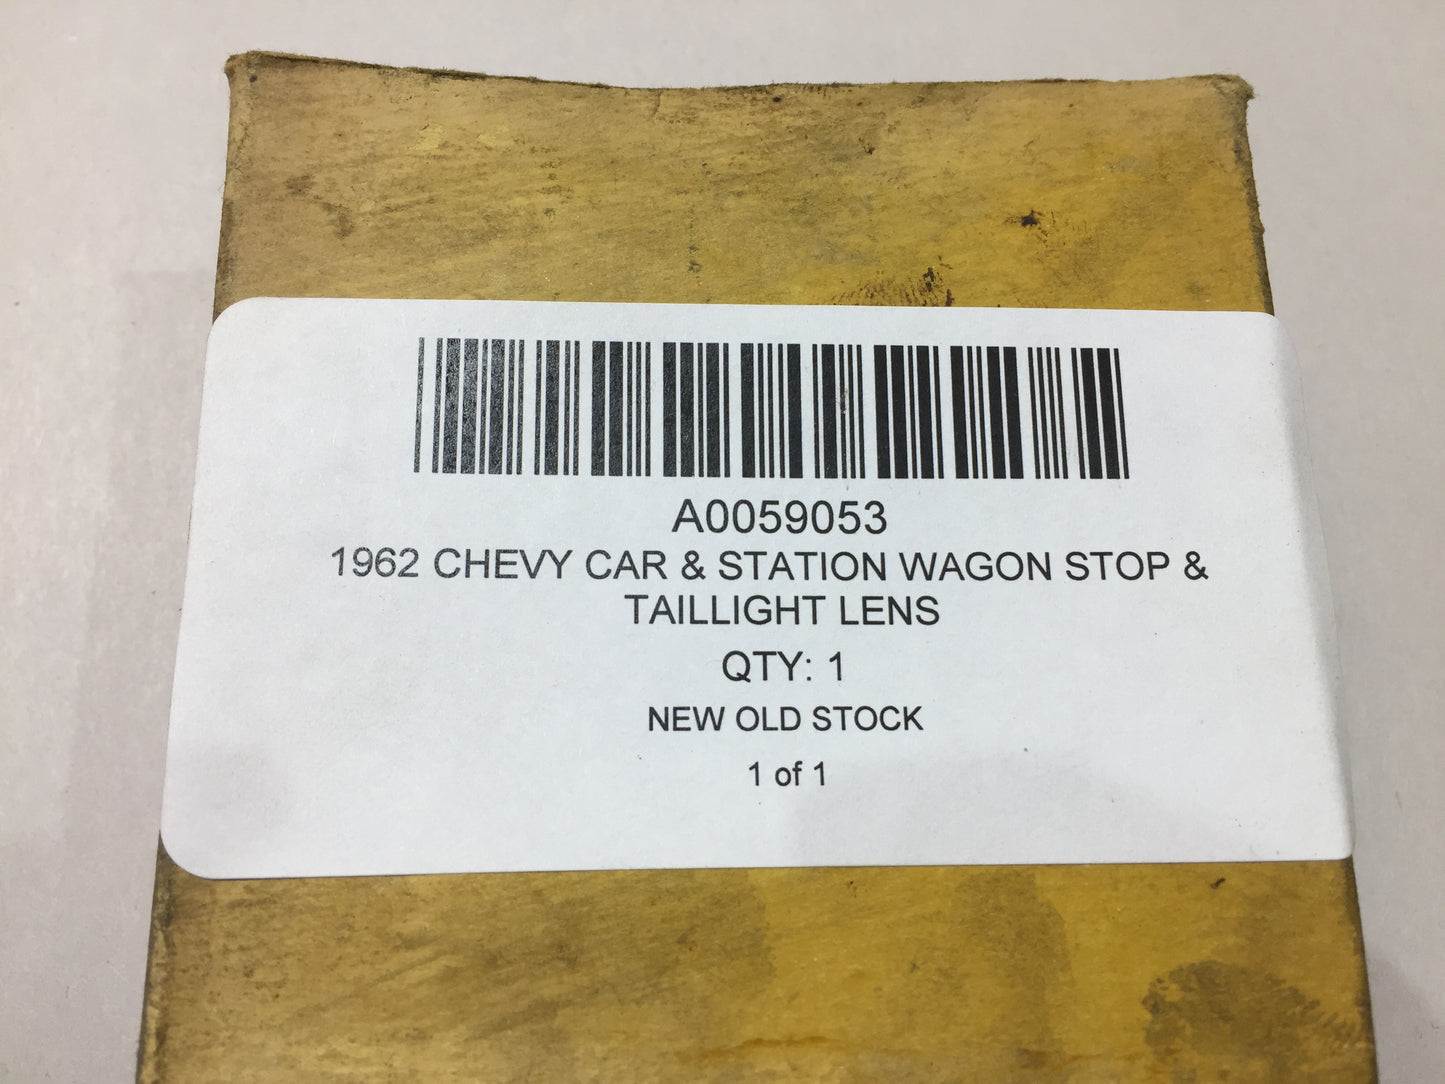 A0059053
1962 CHEVY CAR & STATION WAGON STOP &
TAILLIGHT LENS
QTY: 1
NEW OLD STOCK
1 of 1